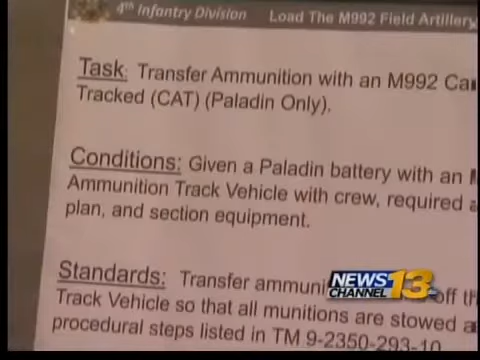 4th Infantry Division Load The M992 Field Artillery
Task: Transfer Ammunition with an M992
Tracked (CAT) (Paladin Only).
Conditions: Given a Paladin battery with an
Ammunition Track Vehicle with crew, required
plan, and section equipment.
Standards: Transfer off
Track Vehicle so that all munitions are stowed
procedural steps listed in TM 9-2350-293-10
NEWS 13
CHANNEL